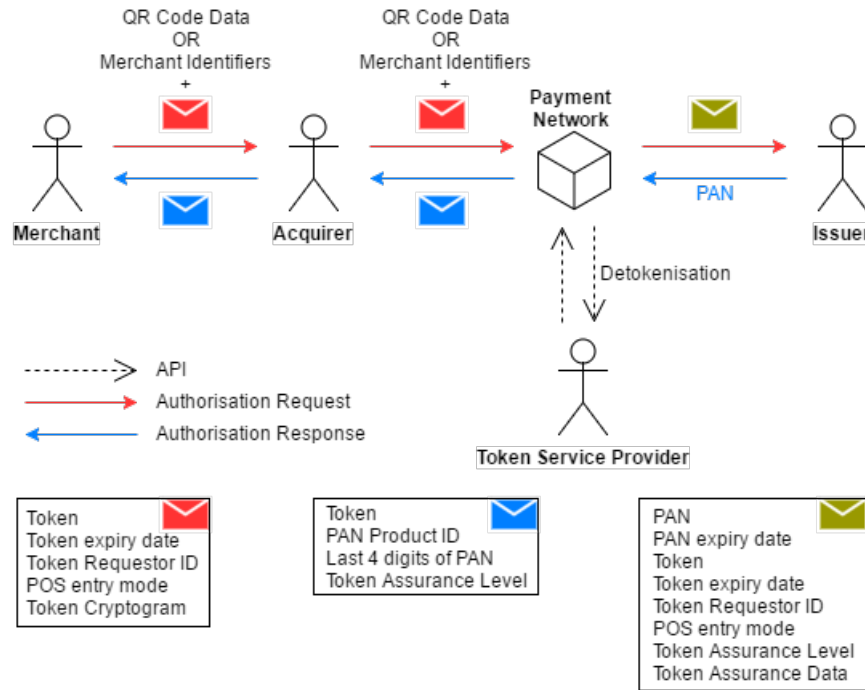 QR Code Data
OR
Merchant Identifiers
+
QR Code Data
OR
Merchant Identifiers
+
Payment
Network
PAN
Merchant
Acquirer
Issuer
Detokenisation
API
Authorisation Request
Authorisation Response
Token Service Provider
Token
Token expiry date
Token Requestor ID
POS entry mode
Token Cryptogram
Token
PAN Product ID
Last 4 digits of PAN
Token Assurance Level
PAN
PAN expiry date
Token
Token expiry date
Token Requestor ID
POS entry mode
Token Assurance Level
Token Assurance Data